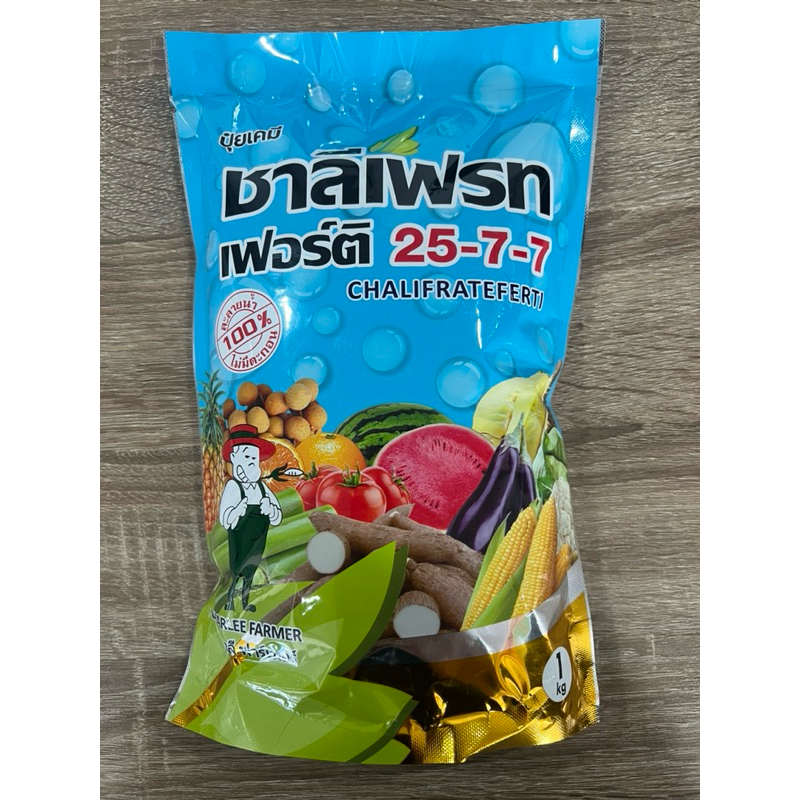 ปุ๋ยเคมี
ชาลีเฟรท
เฟอร์ติ 25-7-7
CHALIFRATEFERTI
ละลายน้ำ
100%
ไม่มีตะกอน
FARMER
1
kg